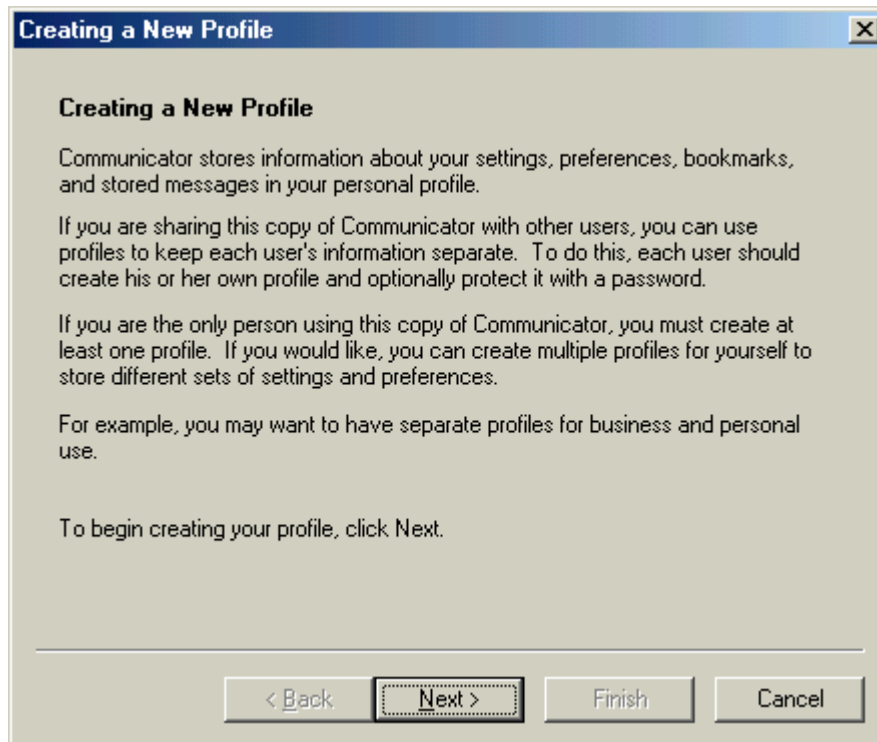 Creating a New Profile
Creating a New Profile
Communicator stores information about your settings, preferences, bookmarks,
and stored messages in your personal profile.
If you are sharing this copy of Communicator with other users, you can use
profiles to keep each user's information separate.  To do this, each user should
create his or her own profile and optionally protect it with a password.
If you are the only person using this copy of Communicator, you must create at
least one profile.  If you would like, you can create multiple profiles for yourself to
store different sets of settings and preferences.
For example, you may want to have separate profiles for business and personal
use.
To begin creating your profile, click Next.
< Back Next > Finish Cancel